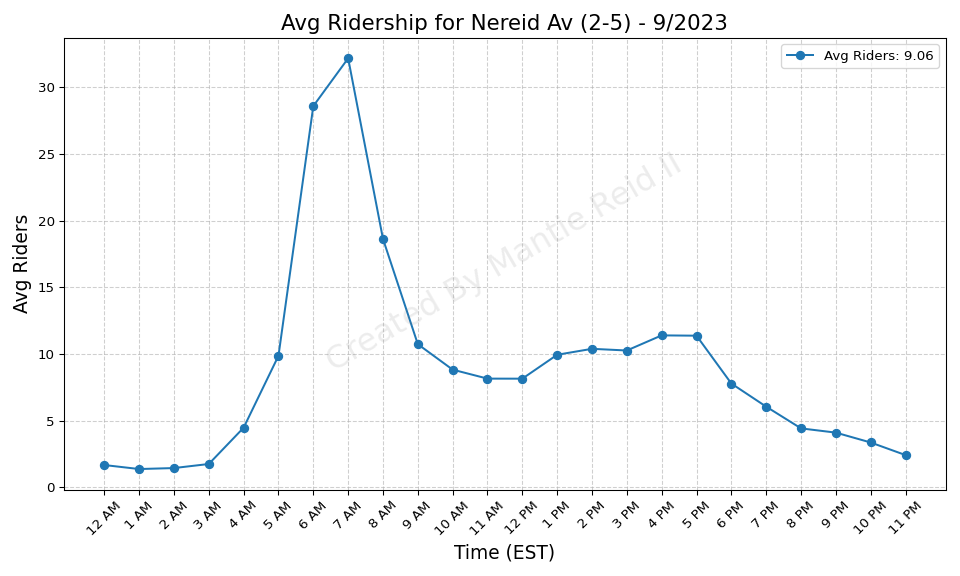 Avg Ridership for Nereid Av (2-5) - 9/2023
Avg Riders: 9.06
30
25
20
15
10
5
0
Avg Riders
Created By Mantle Reid II
12 AM
1 AM
2 AM
3 AM
4 AM
5 AM
6 AM
7 AM
8 AM
9 AM
10 AM
11 AM
12 PM
1 PM
2 PM
3 PM
4 PM
5 PM
6 PM
7 PM
8 PM
9 PM
10 PM
11 PM
Time (EST)